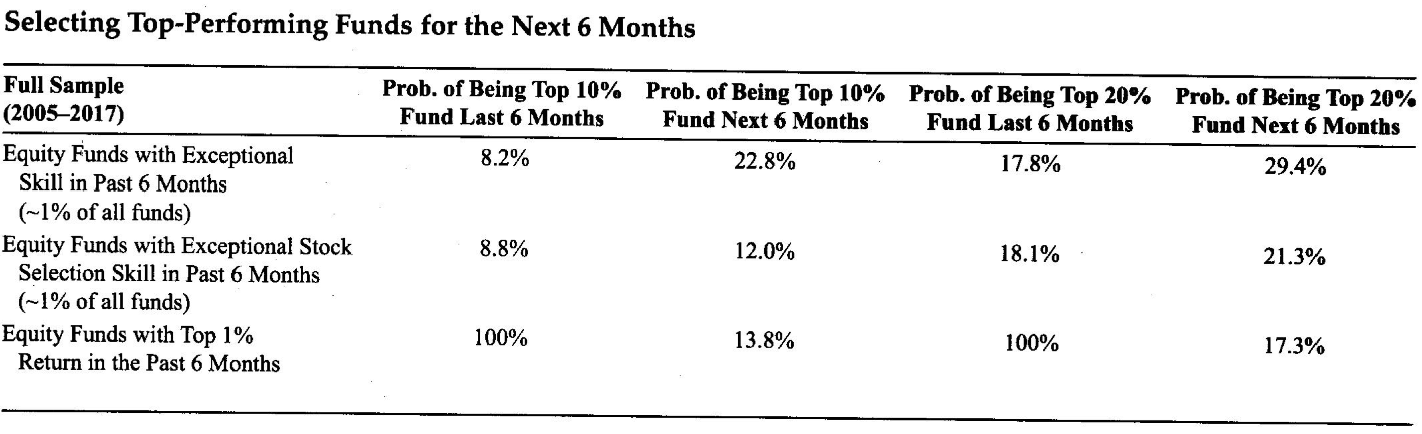 Selecting Top-Performing Funds for the Next 6 Months
Full Sample
(2005–2017)
Prob. of Being Top 10%
Fund Last 6 Months
Prob. of Being Top 10%
Fund Next 6 Months
Prob. of Being Top 20%
Fund Last 6 Months
Prob. of Being Top 20%
Fund Next 6 Months
Equity Funds with Exceptional
Skill in Past 6 Months
(~1% of all funds)
8.2%
22.8%
17.8%
29.4%
Equity Funds with Exceptional Stock
Selection Skill in Past 6 Months
(~1% of all funds)
8.8%
12.0%
18.1%
21.3%
Equity Funds with Top 1%
Return in the Past 6 Months
100%
13.8%
100%
17.3%